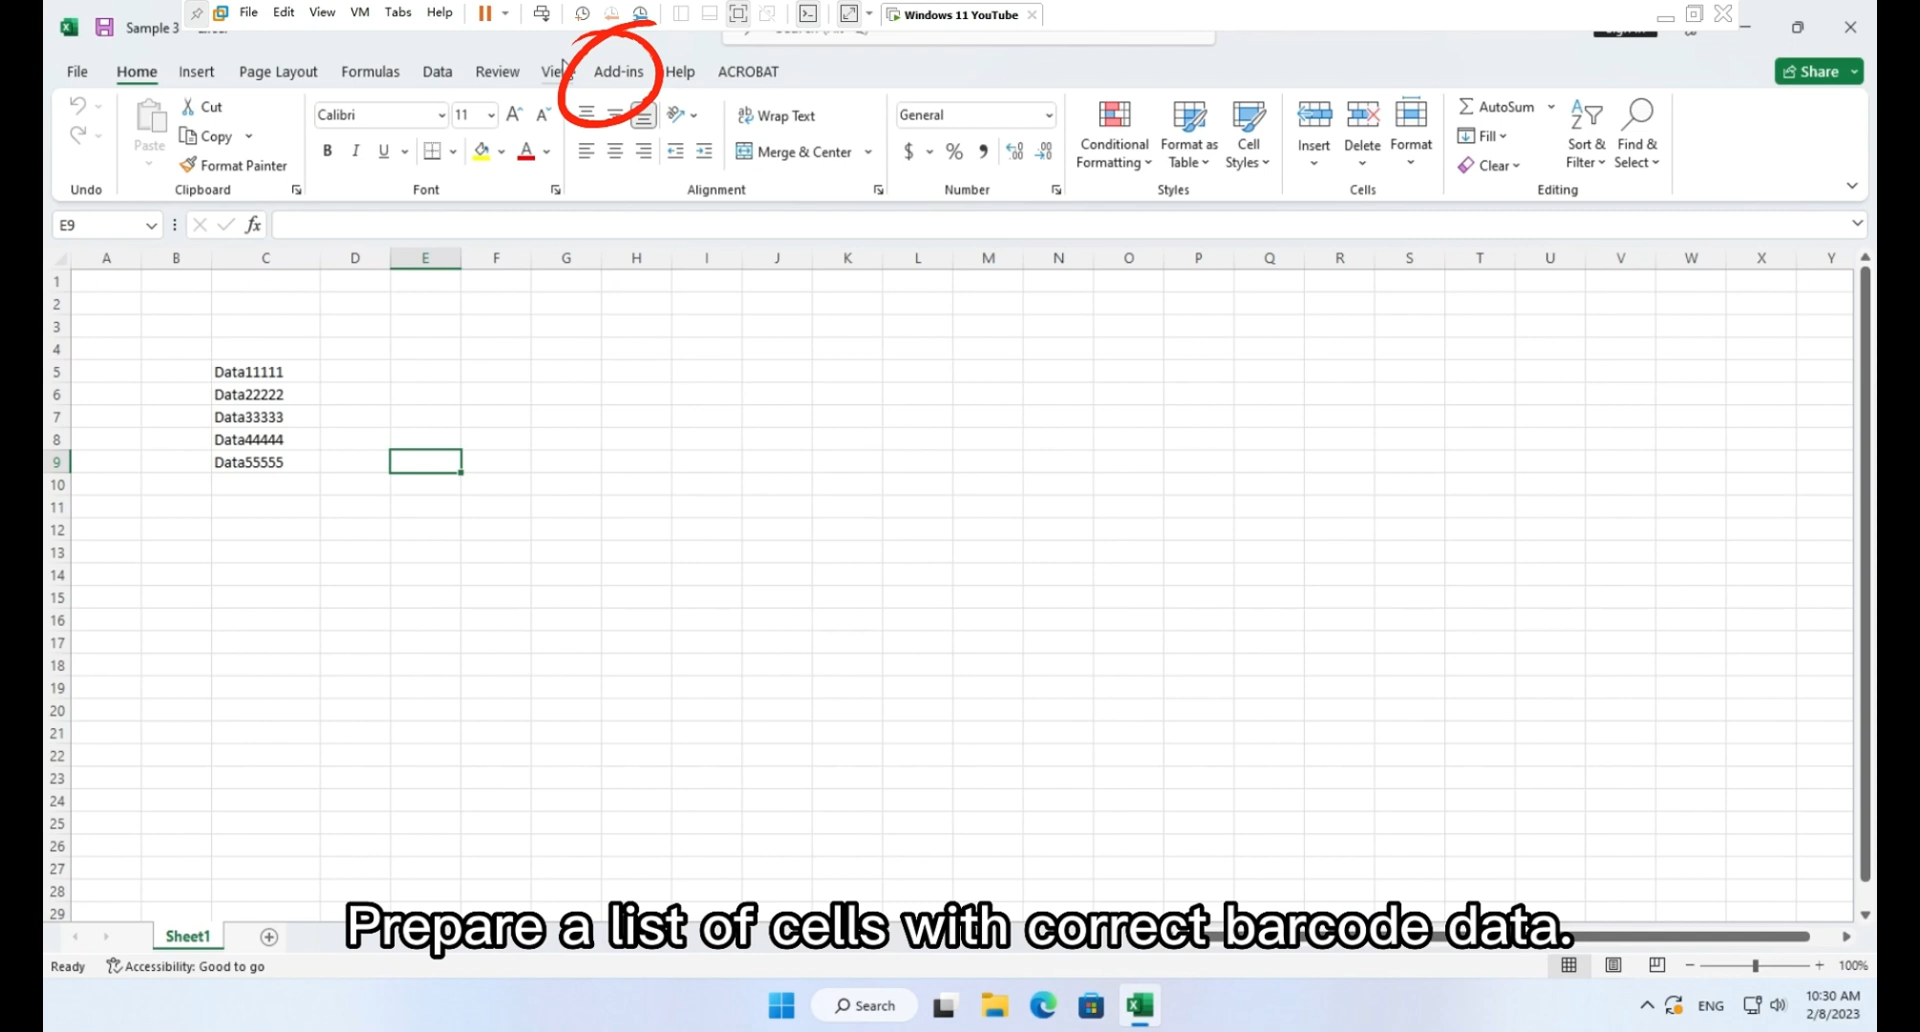 File Edit View VM Tabs Help
Windows 11 YouTube
Sample 3
File Home Insert Page Layout Formulas Data Review View Add-ins Help ACROBAT
Share
Cut
Calibri 11
Wrap Text
General
AutoSum
Paste
Copy
Conditional Formatting
Format as Table
Cell Styles
Insert Delete Format
Fill
Sort & Filter
Find & Select
Format Painter
B I U
Merge & Center
$ %
Clear
Undo Clipboard Font Alignment Number Styles Cells Editing
E9 fx
A B C D E F G H I J K L M N O P Q R S T U V W X Y
1
2
3
4
5 Data11111
6 Data22222
7 Data33333
8 Data44444
9 Data55555
10
11
12
13
14
15
16
17
18
19
20
21
22
23
24
25
26
27
28
29
Sheet1
Prepare a list of cells with correct barcode data.
Ready Accessibility: Good to go
100%
Search
ENG
10:30 AM
2/8/2023